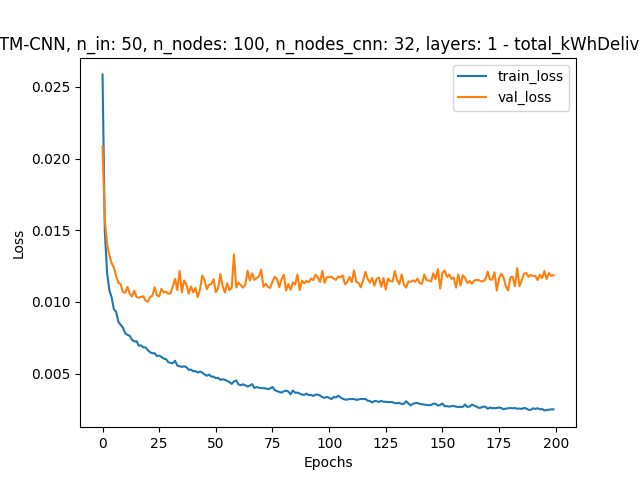 TM-CNN, n_in: 50, n_nodes: 100, n_nodes_cnn: 32, layers: 1 - total_kWhDeliv
train_loss
val_loss
0.025
0.020
0.015
0.010
0.005
Loss
0 25 50 75 100 125 150 175 200
Epochs